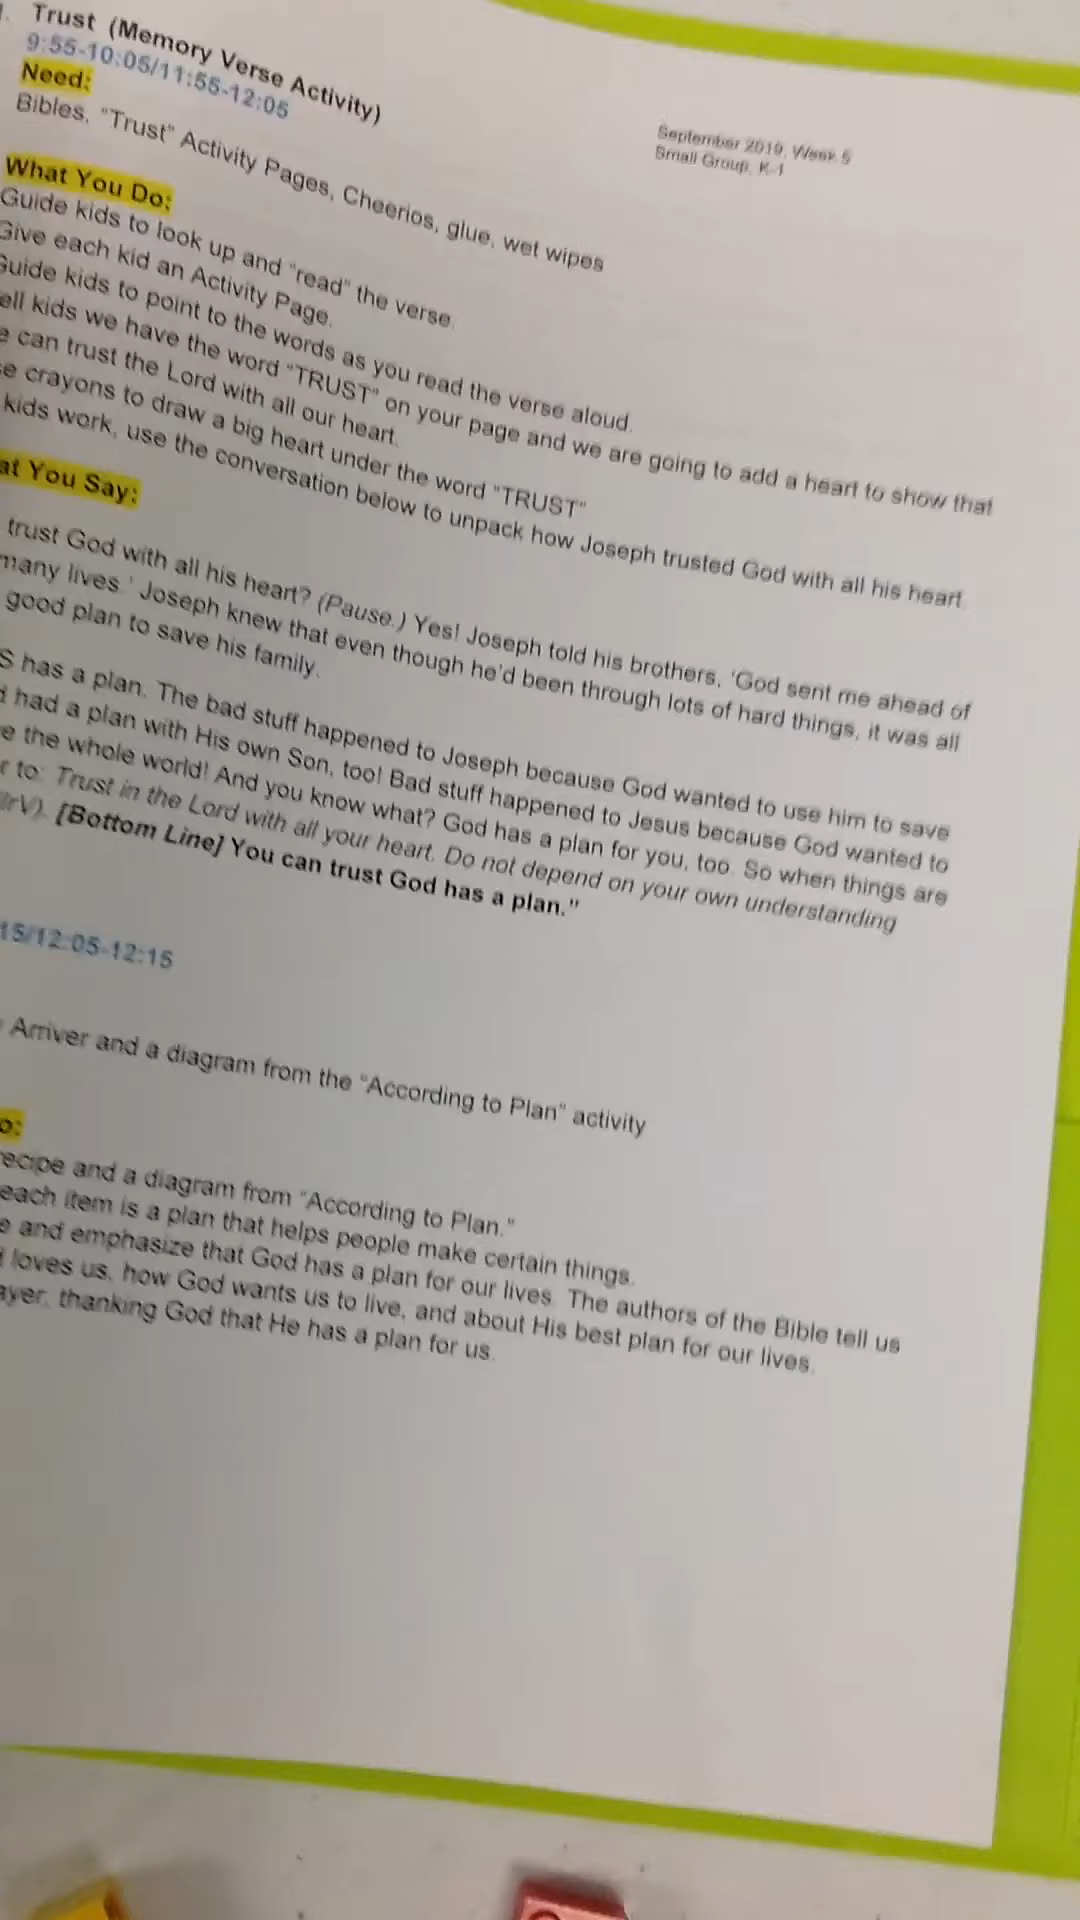 Trust (Memory Verse Activity)
9:55-10:05/11:55-12:05
Need:
Bibles, "Trust" Activity Pages, Cheerios, glue, wet wipes
September 2019, Week 5
Small Group, K-1
What You Do:
Guide kids to look up and "read" the verse.
Give each kid an Activity Page.
Guide kids to point to the words as you read the verse aloud.
ell kids we have the word "TRUST" on your page and we are going to add a heart to show that
e can trust the Lord with all our heart.
se crayons to draw a big heart under the word "TRUST"
kids work, use the conversation below to unpack how Joseph trusted God with all his heart.
at You Say:
trust God with all his heart? (Pause.) Yes! Joseph told his brothers, 'God sent me ahead of
many lives.' Joseph knew that even though he'd been through lots of hard things, it was all
good plan to save his family.
S has a plan. The bad stuff happened to Joseph because God wanted to use him to save
d had a plan with His own Son, too! Bad stuff happened to Jesus because God wanted to
e the whole world! And you know what? God has a plan for you, too. So when things are
r to: Trust in the Lord with all your heart. Do not depend on your own understanding
IrV). [Bottom Line] You can trust God has a plan."
15/12:05-12:15
Arriver and a diagram from the "According to Plan" activity
o:
recipe and a diagram from "According to Plan."
each item is a plan that helps people make certain things.
e and emphasize that God has a plan for our lives. The authors of the Bible tell us
d loves us, how God wants us to live, and about His best plan for our lives.
ayer, thanking God that He has a plan for us.